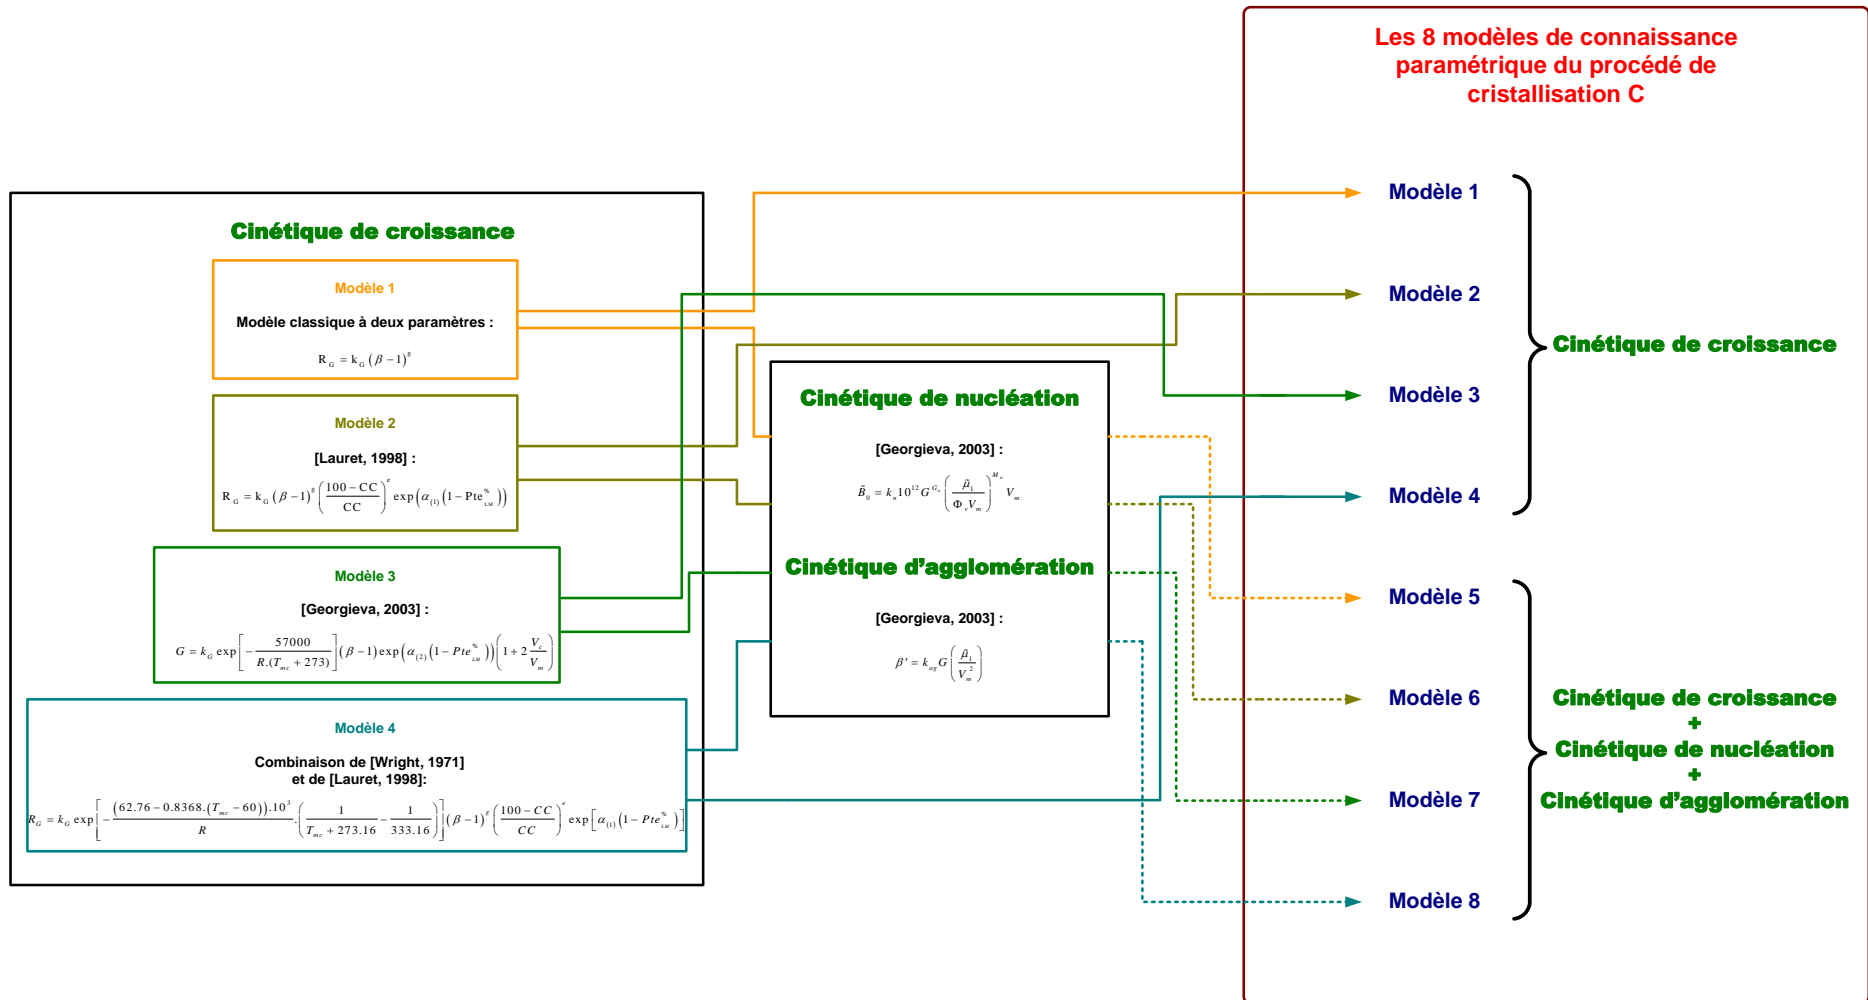 Les 8 modèles de connaissance
paramétrique du procédé de
cristallisation C
Cinétique de croissance
Modèle 1
Modèle classique à deux paramètres :
R_G = k_G (β − 1)^g
Modèle 2
[Lauret, 1998] :
R_G = k_G (β − 1)^g ((100 − CC)/CC)^e exp(α_(1) (1 − Pte_LM^%))
Modèle 3
[Georgieva, 2003] :
G = k_G exp[−57000/(R.(T_mc + 273))] (β − 1) exp(α_(2) (1 − Pte_LM^%)) (1 + 2 V_c/V_m)
Modèle 4
Combinaison de [Wright, 1971]
et de [Lauret, 1998]:
R_G = k_G exp[−((62.76 − 0.8368.(T_mc − 60)).10^3/R).(1/(T_mc + 273.16) − 1/333.16)] (β − 1)^g ((100 − CC)/CC)^e exp[α_(1) (1 − Pte_LM^%)]
Cinétique de nucléation
[Georgieva, 2003] :
B̃_0 = k_n 10^12 G^G_n (μ̃_1/(Φ_v V_m))^M_n V_m
Cinétique d’agglomération
[Georgieva, 2003] :
β' = k_ag G (μ̃_1/V_m^2)
Modèle 1
Modèle 2
Modèle 3
Modèle 4
Cinétique de croissance
Modèle 5
Modèle 6
Modèle 7
Modèle 8
Cinétique de croissance
+
Cinétique de nucléation
+
Cinétique d’agglomération